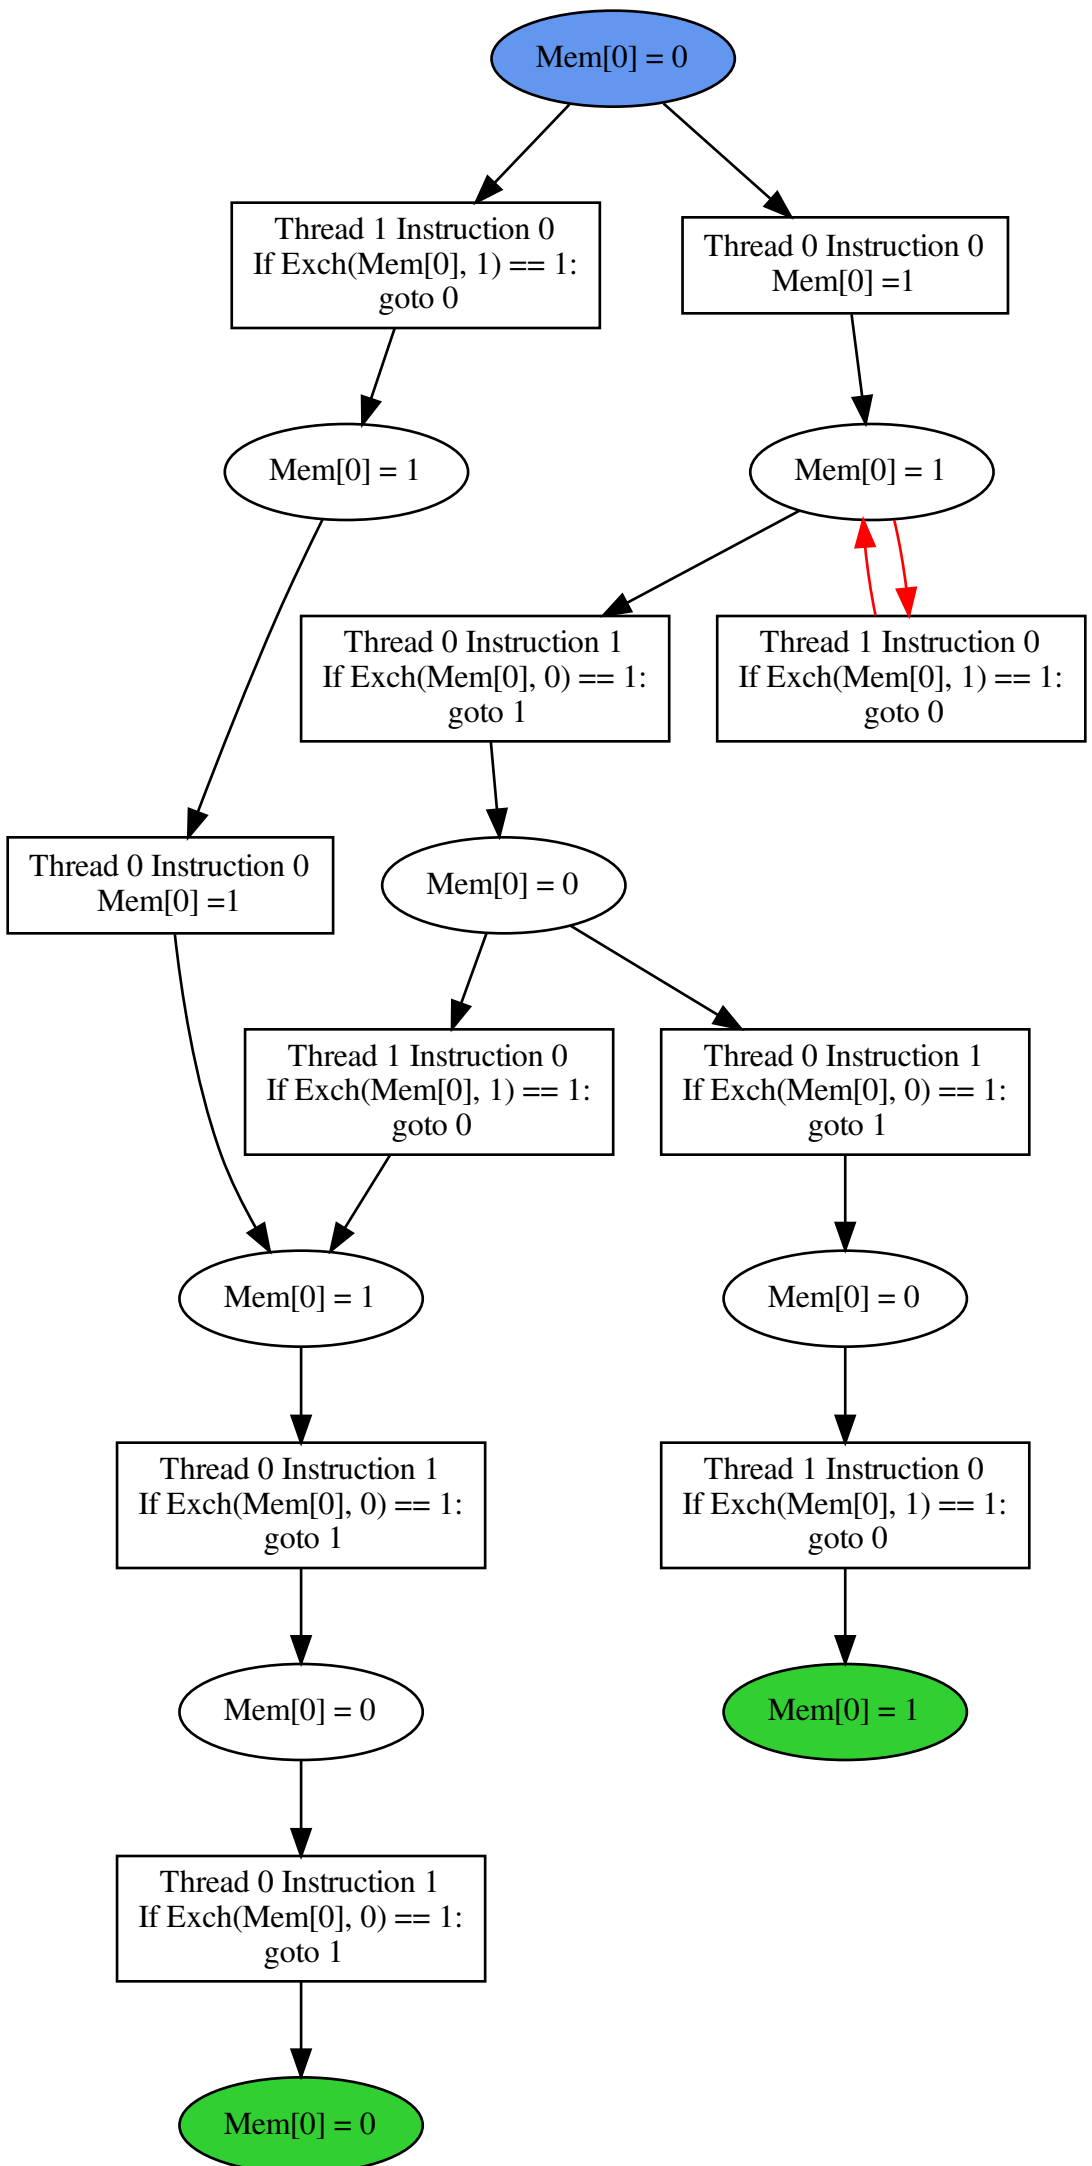 Mem[0] = 0
Thread 1 Instruction 0
If Exch(Mem[0], 1) == 1:
goto 0
Thread 0 Instruction 0
Mem[0] =1
Mem[0] = 1
Mem[0] = 1
Thread 0 Instruction 1
If Exch(Mem[0], 0) == 1:
goto 1
Thread 1 Instruction 0
If Exch(Mem[0], 1) == 1:
goto 0
Thread 0 Instruction 0
Mem[0] =1
Mem[0] = 0
Thread 1 Instruction 0
If Exch(Mem[0], 1) == 1:
goto 0
Thread 0 Instruction 1
If Exch(Mem[0], 0) == 1:
goto 1
Mem[0] = 1
Mem[0] = 0
Thread 0 Instruction 1
If Exch(Mem[0], 0) == 1:
goto 1
Thread 1 Instruction 0
If Exch(Mem[0], 1) == 1:
goto 0
Mem[0] = 0
Mem[0] = 1
Thread 0 Instruction 1
If Exch(Mem[0], 0) == 1:
goto 1
Mem[0] = 0